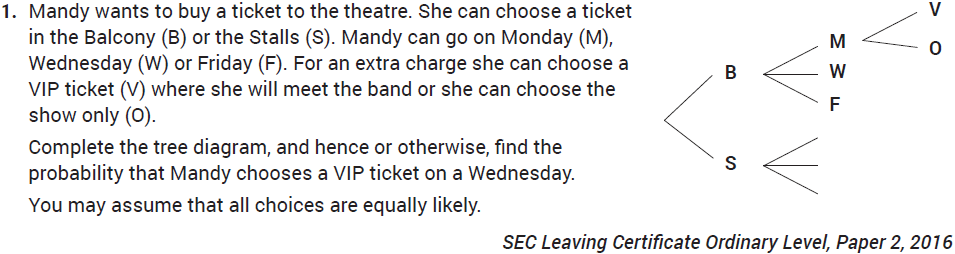 1. Mandy wants to buy a ticket to the theatre. She can choose a ticket
in the Balcony (B) or the Stalls (S). Mandy can go on Monday (M),
Wednesday (W) or Friday (F). For an extra charge she can choose a
VIP ticket (V) where she will meet the band or she can choose the
show only (O).
Complete the tree diagram, and hence or otherwise, find the
probability that Mandy chooses a VIP ticket on a Wednesday.
You may assume that all choices are equally likely.
V
M
O
B
W
F
S
SEC Leaving Certificate Ordinary Level, Paper 2, 2016